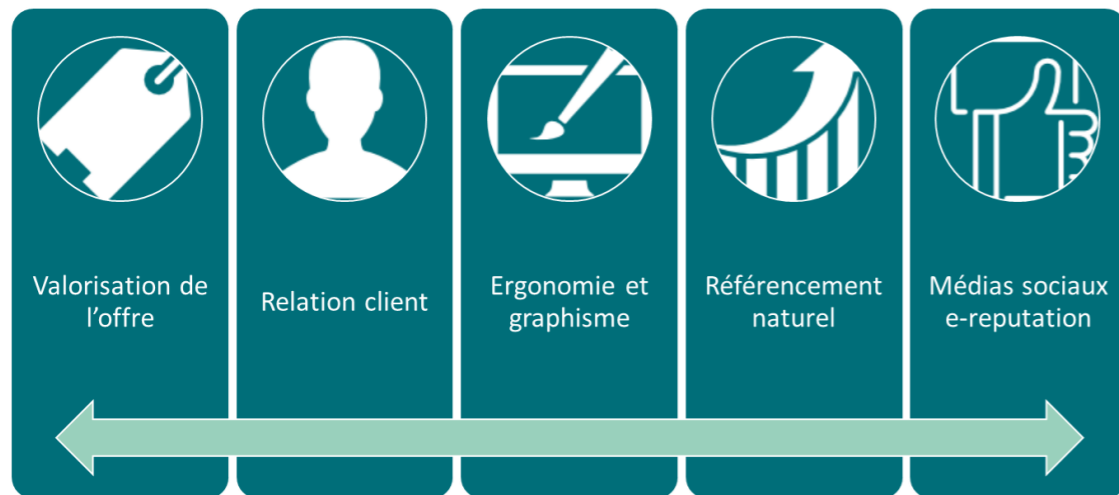 Valorisation de
l’offre
Relation client
Ergonomie et
graphisme
Référencement
naturel
Médias sociaux
e-reputation